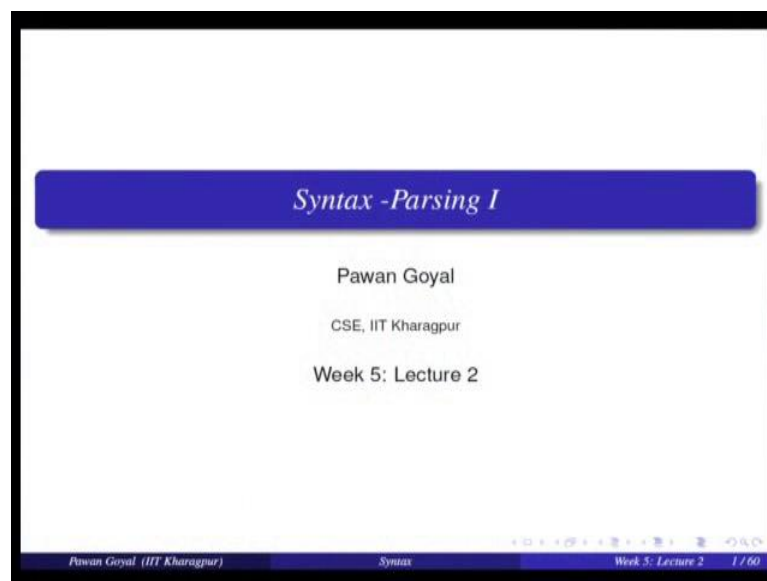 Syntax -Parsing I
Pawan Goyal
CSE, IIT Kharagpur
Week 5: Lecture 2
Pawan Goyal (IIT Kharagpur) Syntax Week 5: Lecture 2 1 / 60